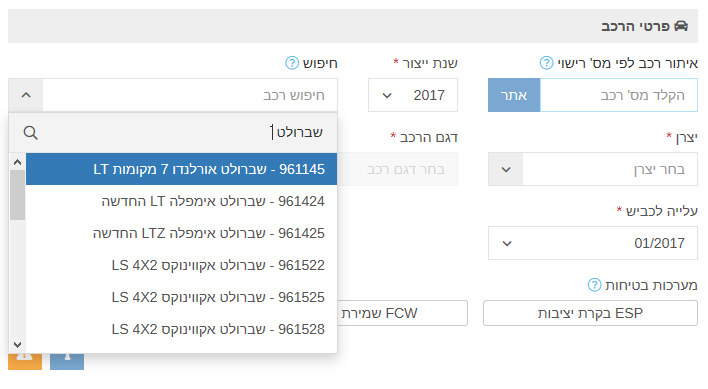 פרטי הרכב
איתור רכב לפי מס' רישוי
שנת ייצור *
חיפוש
הקלד מס' רכב
אתר
2017
חיפוש רכב
יצרן *
דגם הרכב *
שברולט
בחר יצרן
בחר דגם רכב
961145 - שברולט אורלנדו 7 מקומות LT
961424 - שברולט אימפלה LT החדשה
961425 - שברולט אימפלה LTZ החדשה
961522 - שברולט אקווינוקס LS 4X2
961525 - שברולט אקווינוקס LS 4X2
961528 - שברולט אקווינוקס LS 4X2
עלייה לכביש *
01/2017
מערכות בטיחות
ESP בקרת יציבות
FCW שמירת